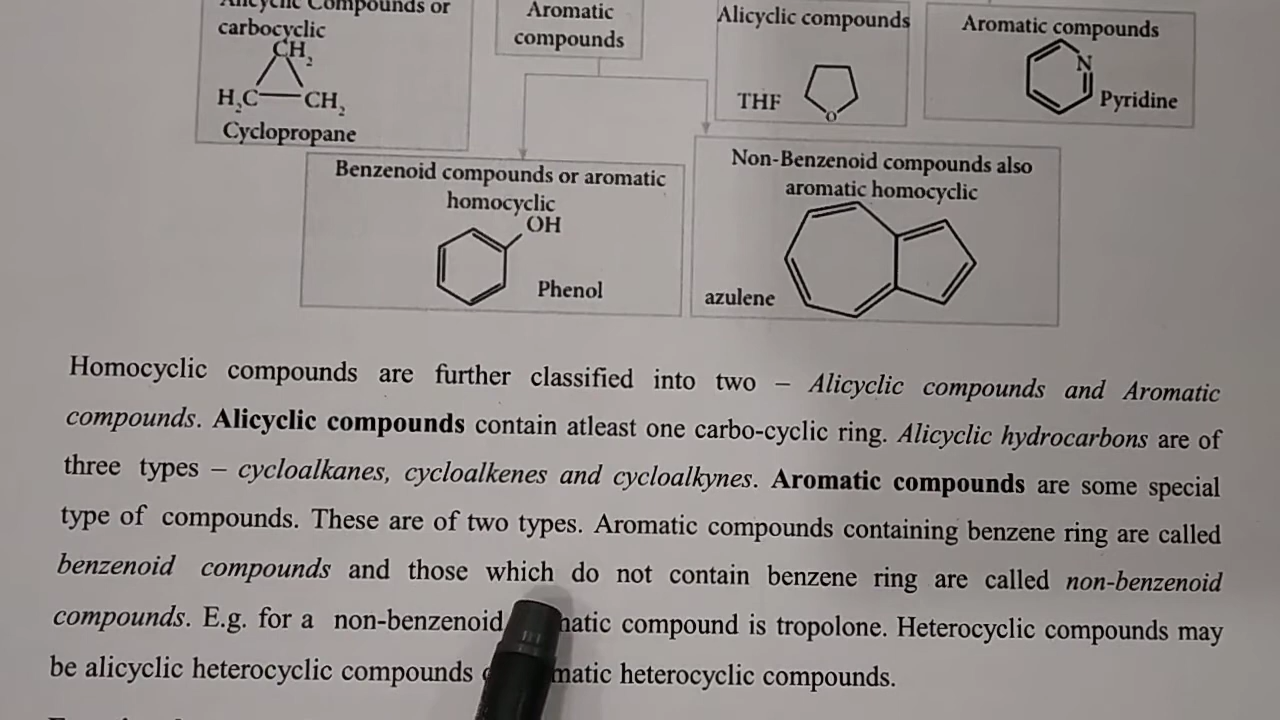 Alicyclic Compounds or
carbocyclic
CH₂
H₂C CH₂
Cyclopropane
Aromatic
compounds
Alicyclic compounds
THF
O
Aromatic compounds
N
Pyridine
Benzenoid compounds or aromatic
homocyclic
OH
Phenol
Non-Benzenoid compounds also
aromatic homocyclic
azulene
Homocyclic compounds are further classified into two – Alicyclic compounds and Aromatic
compounds. Alicyclic compounds contain atleast one carbo-cyclic ring. Alicyclic hydrocarbons are of
three types – cycloalkanes, cycloalkenes and cycloalkynes. Aromatic compounds are some special
type of compounds. These are of two types. Aromatic compounds containing benzene ring are called
benzenoid compounds and those which do not contain benzene ring are called non-benzenoid
compounds. E.g. for a non-benzenoid matic compound is tropolone. Heterocyclic compounds may
be alicyclic heterocyclic compounds matic heterocyclic compounds.